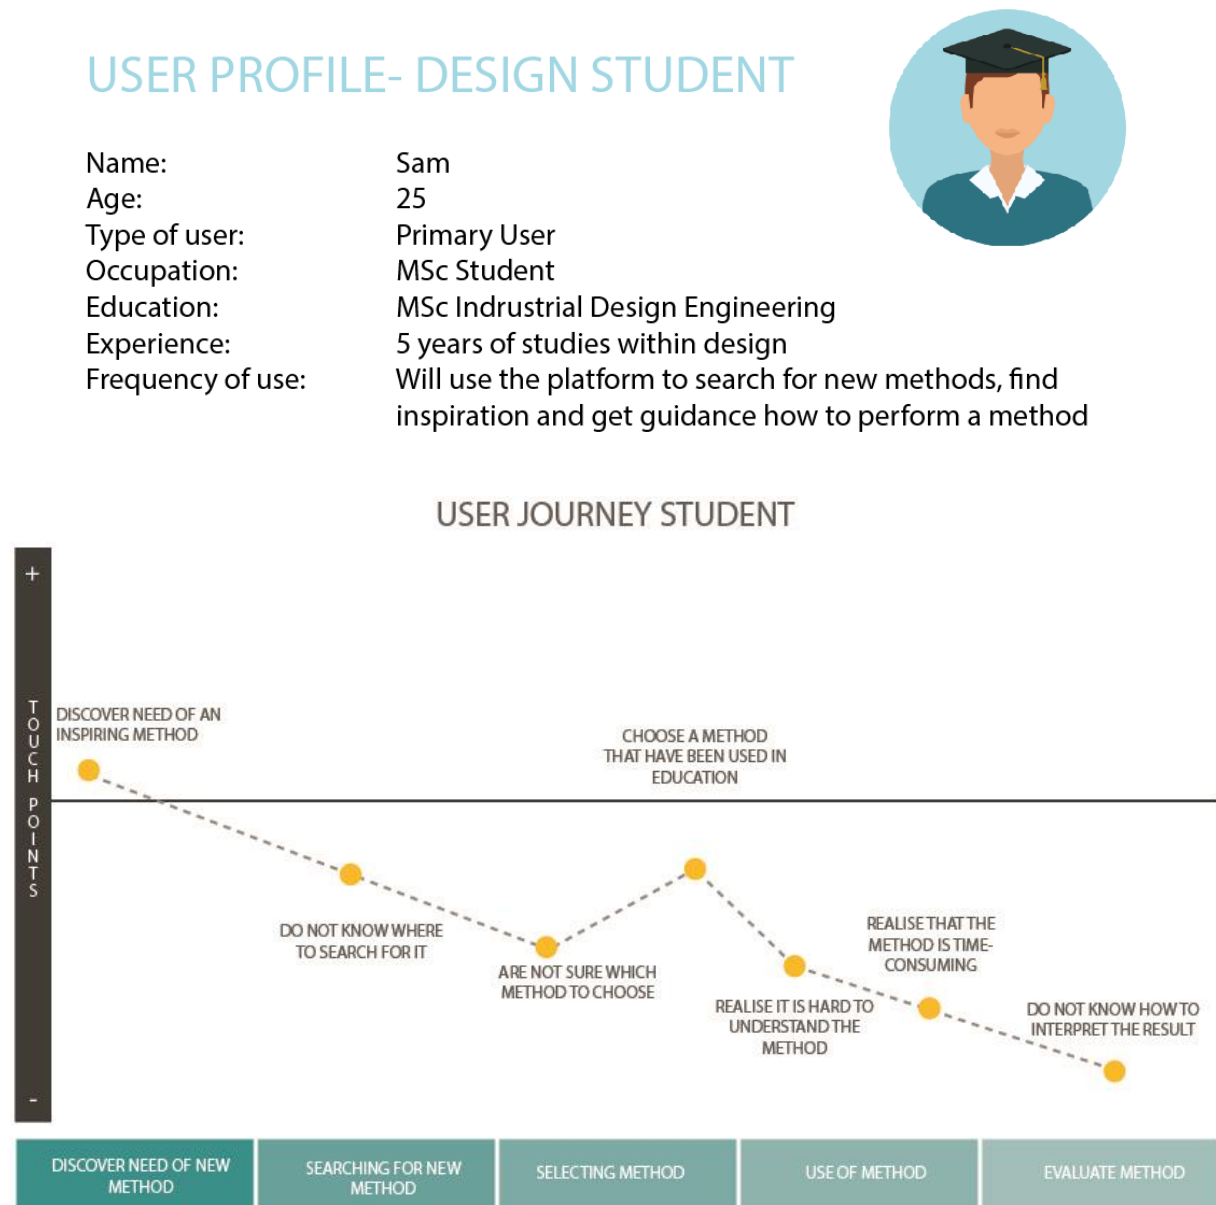 USER PROFILE- DESIGN STUDENT
Name: Sam
Age: 25
Type of user: Primary User
Occupation: MSc Student
Education: MSc Indrustrial Design Engineering
Experience: 5 years of studies within design
Frequency of use: Will use the platform to search for new methods, find
inspiration and get guidance how to perform a method
USER JOURNEY STUDENT
+
TOUCH POINTS
-
DISCOVER NEED OF AN
INSPIRING METHOD
DO NOT KNOW WHERE
TO SEARCH FOR IT
ARE NOT SURE WHICH
METHOD TO CHOOSE
CHOOSE A METHOD
THAT HAVE BEEN USED IN
EDUCATION
REALISE IT IS HARD TO
UNDERSTAND THE
METHOD
REALISE THAT THE
METHOD IS TIME-
CONSUMING
DO NOT KNOW HOW TO
INTERPRET THE RESULT
DISCOVER NEED OF NEW
METHOD
SEARCHING FOR NEW
METHOD
SELECTING METHOD
USE OF METHOD
EVALUATE METHOD